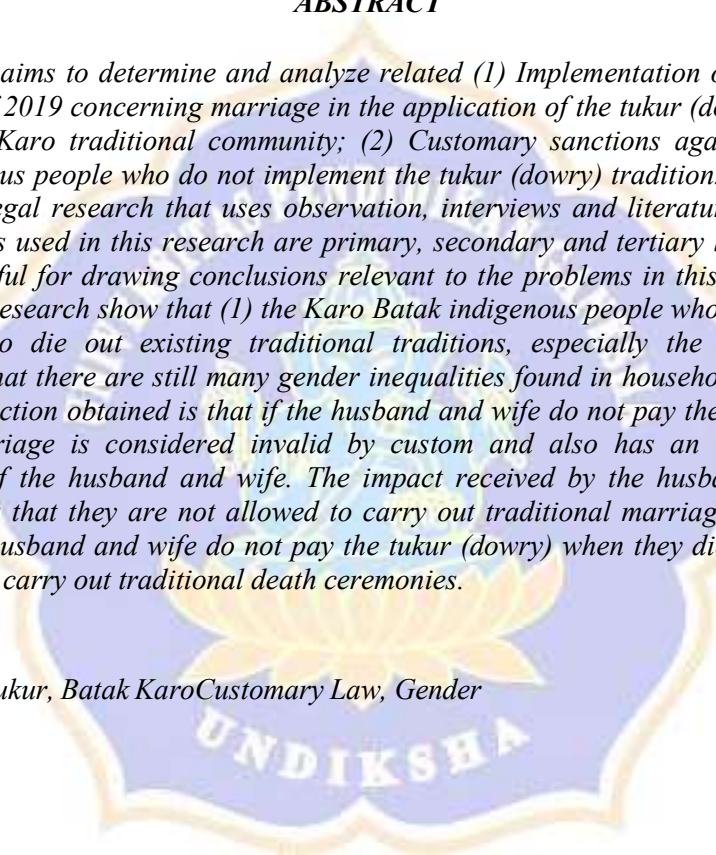 ABSTRACT
aims to determine and analyze related (1) Implementation o
2019 concerning marriage in the application of the tukur (do
Karo traditional community; (2) Customary sanctions aga
us people who do not implement the tukur (dowry) tradition
egal research that uses observation, interviews and literatur
s used in this research are primary, secondary and tertiary
ful for drawing conclusions relevant to the problems in this
esearch show that (1) the Karo Batak indigenous people who
o die out existing traditional traditions, especially the
hat there are still many gender inequalities found in househo
ction obtained is that if the husband and wife do not pay the
riage is considered invalid by custom and also has an
f the husband and wife. The impact received by the husba
that they are not allowed to carry out traditional marriag
usband and wife do not pay the tukur (dowry) when they di
carry out traditional death ceremonies.
ukur, Batak KaroCustomary Law, Gender
UNDIKSHA